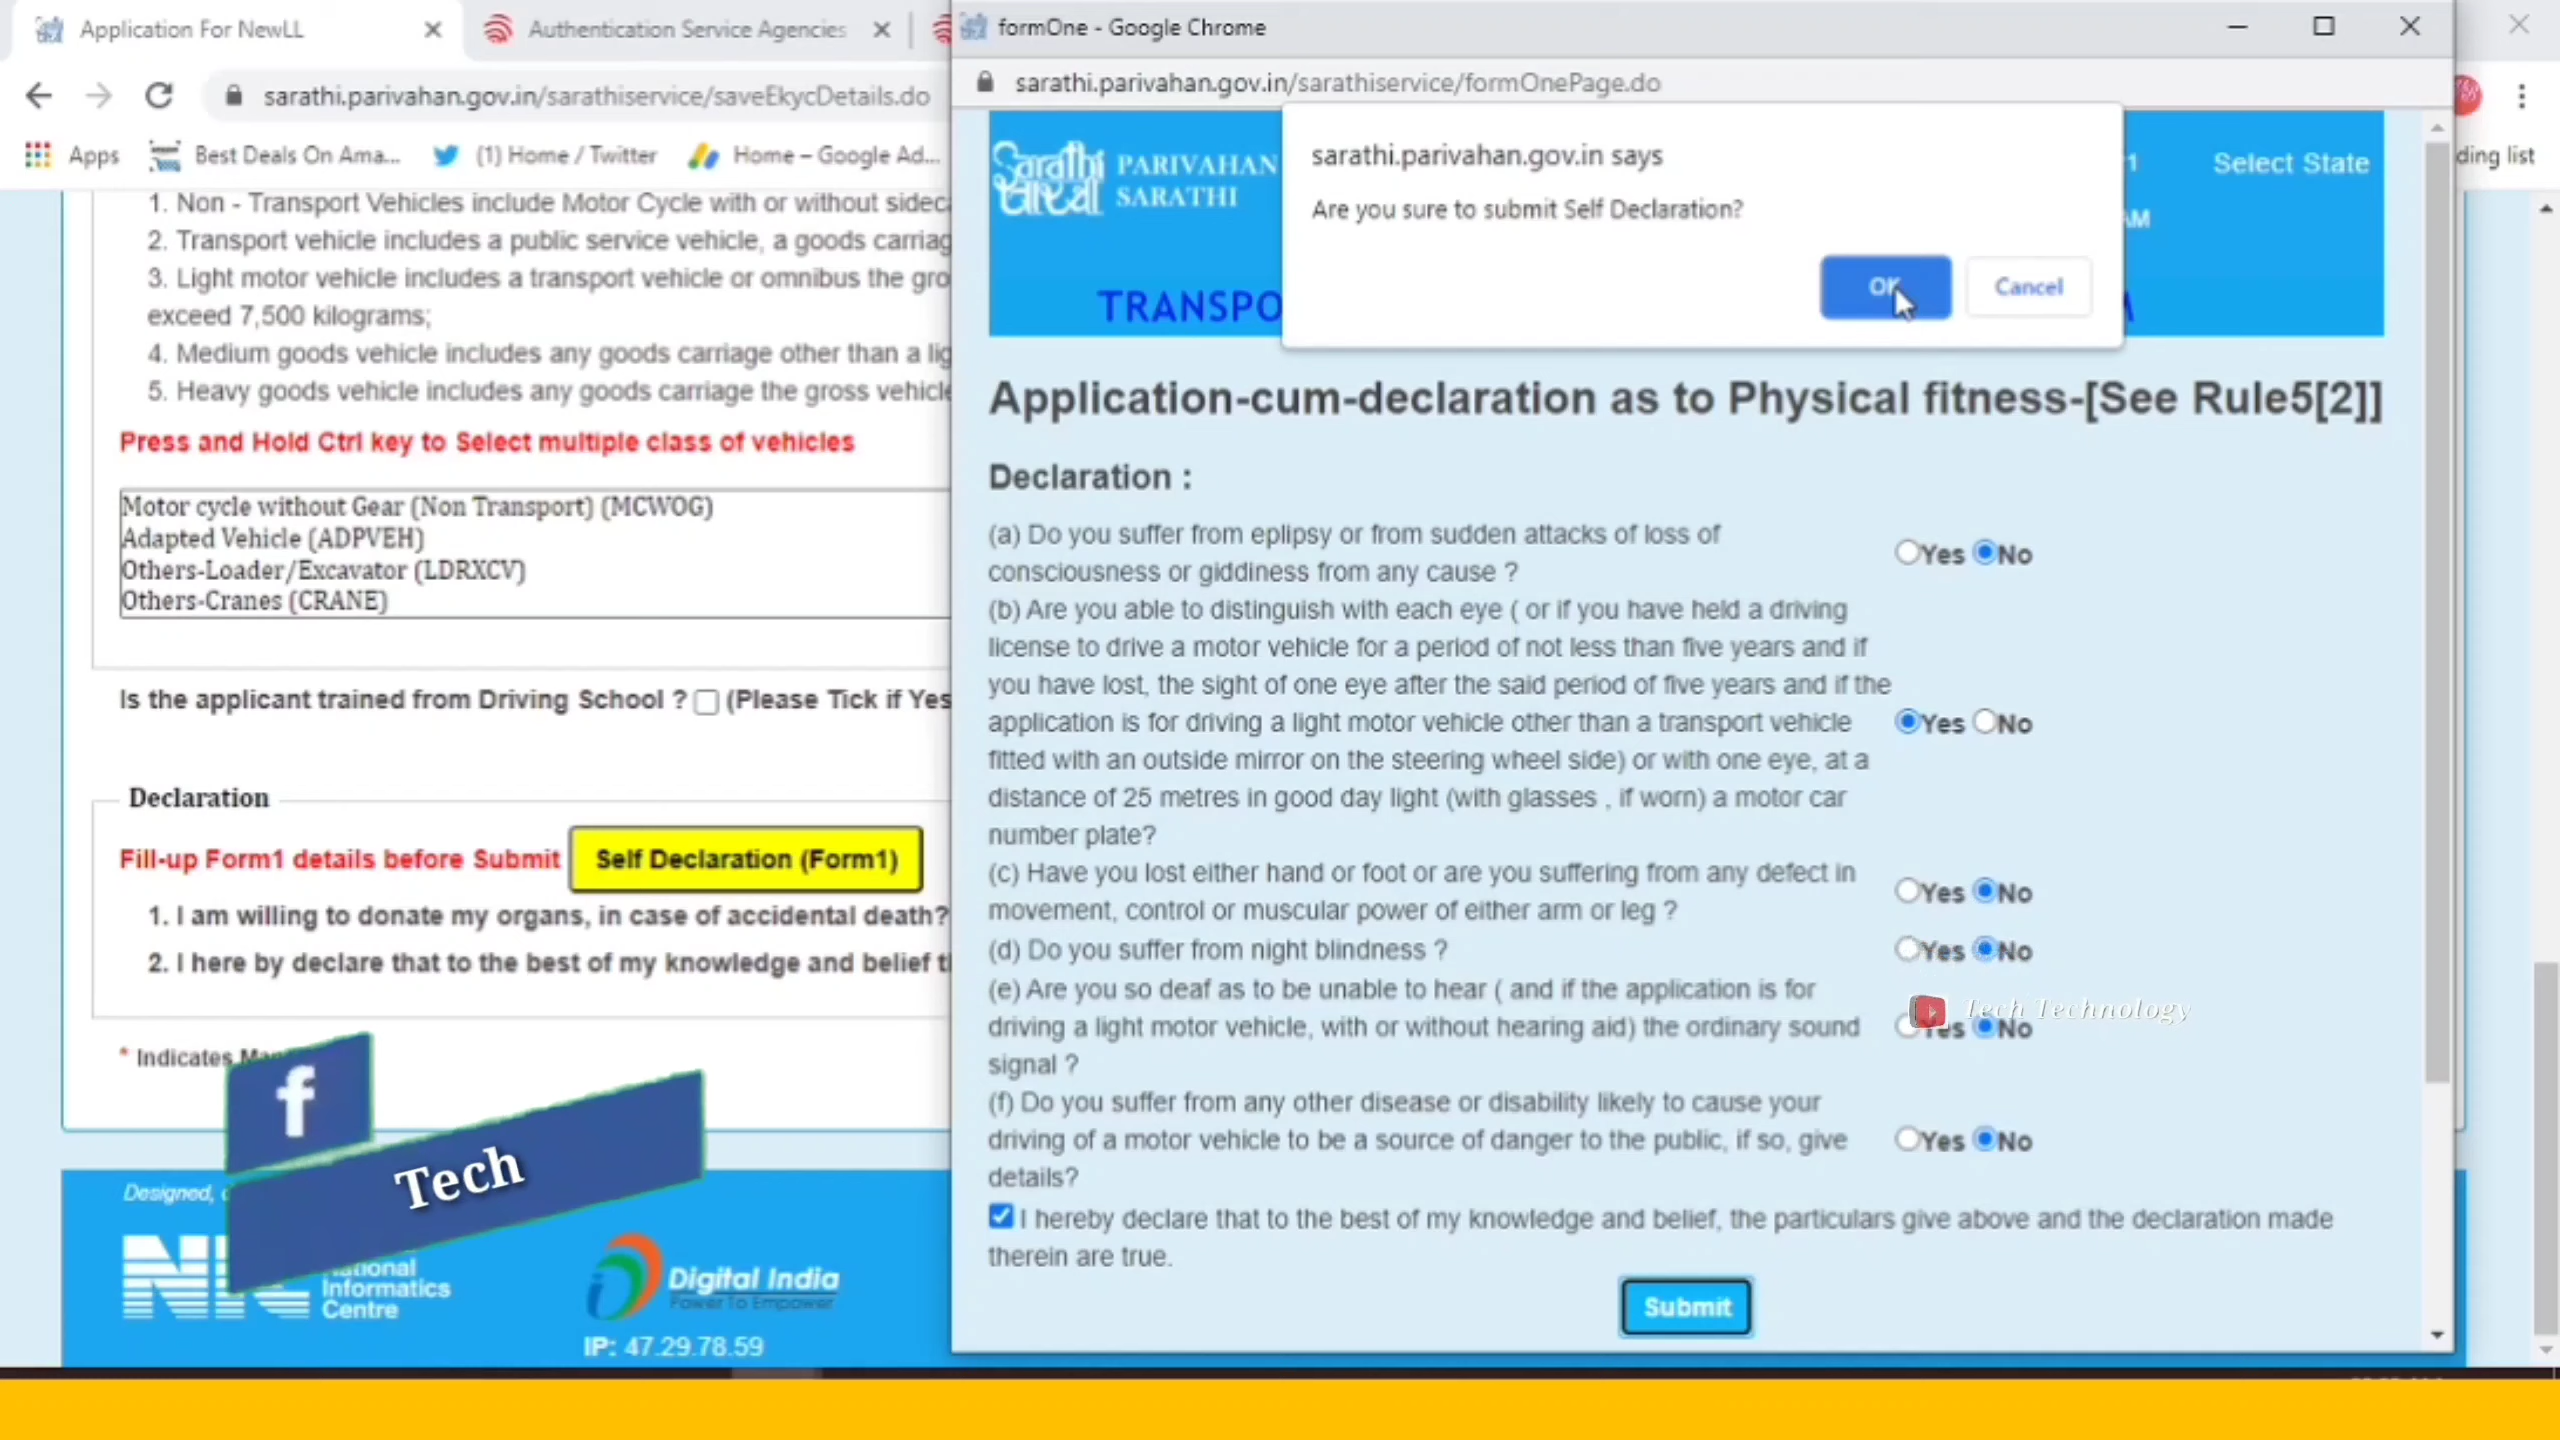 Application For NewLL
Authentication Service Agencies
sarathi.parivahan.gov.in/sarathiservice/saveEkycDetails.do
Apps
Best Deals On Ama...
(1) Home / Twitter
Home – Google Ad...
ding list
1. Non - Transport Vehicles include Motor Cycle with or without sidec
2. Transport vehicle includes a public service vehicle, a goods carriag
3. Light motor vehicle includes a transport vehicle or omnibus the gro
exceed 7,500 kilograms;
4. Medium goods vehicle includes any goods carriage other than a lig
5. Heavy goods vehicle includes any goods carriage the gross vehicle
Press and Hold Ctrl key to Select multiple class of vehicles
Motor cycle without Gear (Non Transport) (MCWOG)
Adapted Vehicle (ADPVEH)
Others-Loader/Excavator (LDRXCV)
Others-Cranes (CRANE)
Is the applicant trained from Driving School ? (Please Tick if Yes
Declaration
Fill-up Form1 details before Submit Self Declaration (Form1)
1. I am willing to donate my organs, in case of accidental death?
2. I here by declare that to the best of my knowledge and belief t
* Indicates
f
Tech
Designed,
National
Informatics
Centre
Digital India
Power To Empower
IP: 47.29.78.59
formOne - Google Chrome
sarathi.parivahan.gov.in/sarathiservice/formOnePage.do
Sarathi
PARIVAHAN
SARATHI
TRANSPO
Select State
sarathi.parivahan.gov.in says
Are you sure to submit Self Declaration?
OK Cancel
Application-cum-declaration as to Physical fitness-[See Rule5[2]]
Declaration :
(a) Do you suffer from eplipsy or from sudden attacks of loss of
consciousness or giddiness from any cause ?
Yes No
(b) Are you able to distinguish with each eye ( or if you have held a driving
license to drive a motor vehicle for a period of not less than five years and if
you have lost, the sight of one eye after the said period of five years and if the
application is for driving a light motor vehicle other than a transport vehicle
fitted with an outside mirror on the steering wheel side) or with one eye, at a
distance of 25 metres in good day light (with glasses , if worn) a motor car
number plate?
Yes No
(c) Have you lost either hand or foot or are you suffering from any defect in
movement, control or muscular power of either arm or leg ?
Yes No
(d) Do you suffer from night blindness ?
Yes No
(e) Are you so deaf as to be unable to hear ( and if the application is for
driving a light motor vehicle, with or without hearing aid) the ordinary sound
signal ?
Yes No
Tech Technology
(f) Do you suffer from any other disease or disability likely to cause your
driving of a motor vehicle to be a source of danger to the public, if so, give
details?
Yes No
I hereby declare that to the best of my knowledge and belief, the particulars give above and the declaration made
therein are true.
Submit